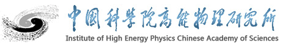 中国科学院高能物理研究所
Institute of High Energy Physics Chinese Academy of Sciences